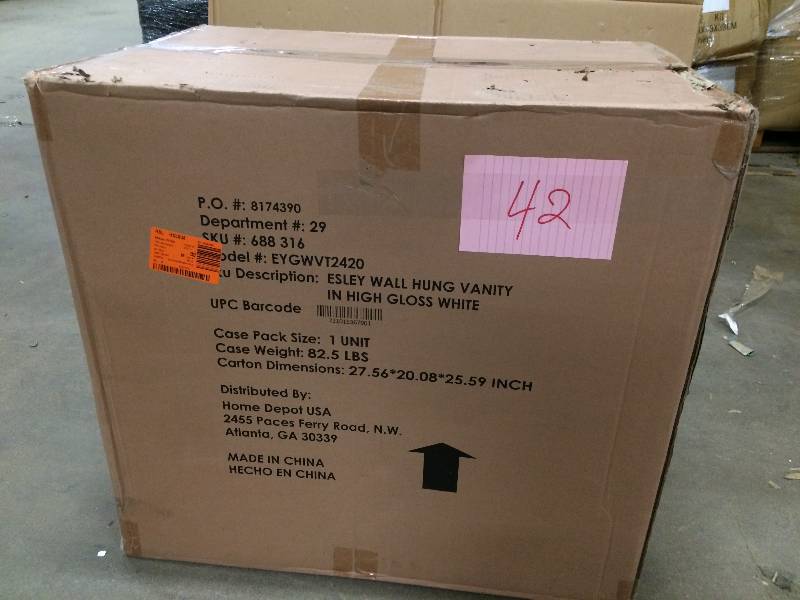 P.O. #: 8174390
Department #: 29
SKU #: 688 316
odel #: EYGWVT2420
ku Description: ESLEY WALL HUNG VANITY
IN HIGH GLOSS WHITE
UPC Barcode
Case Pack Size: 1 UNIT
Case Weight: 82.5 LBS
Carton Dimensions: 27.56*20.08*25.59 INCH
Distributed By:
Home Depot USA
2455 Paces Ferry Road, N.W.
Atlanta, GA 30339
MADE IN CHINA
HECHO EN CHINA
42